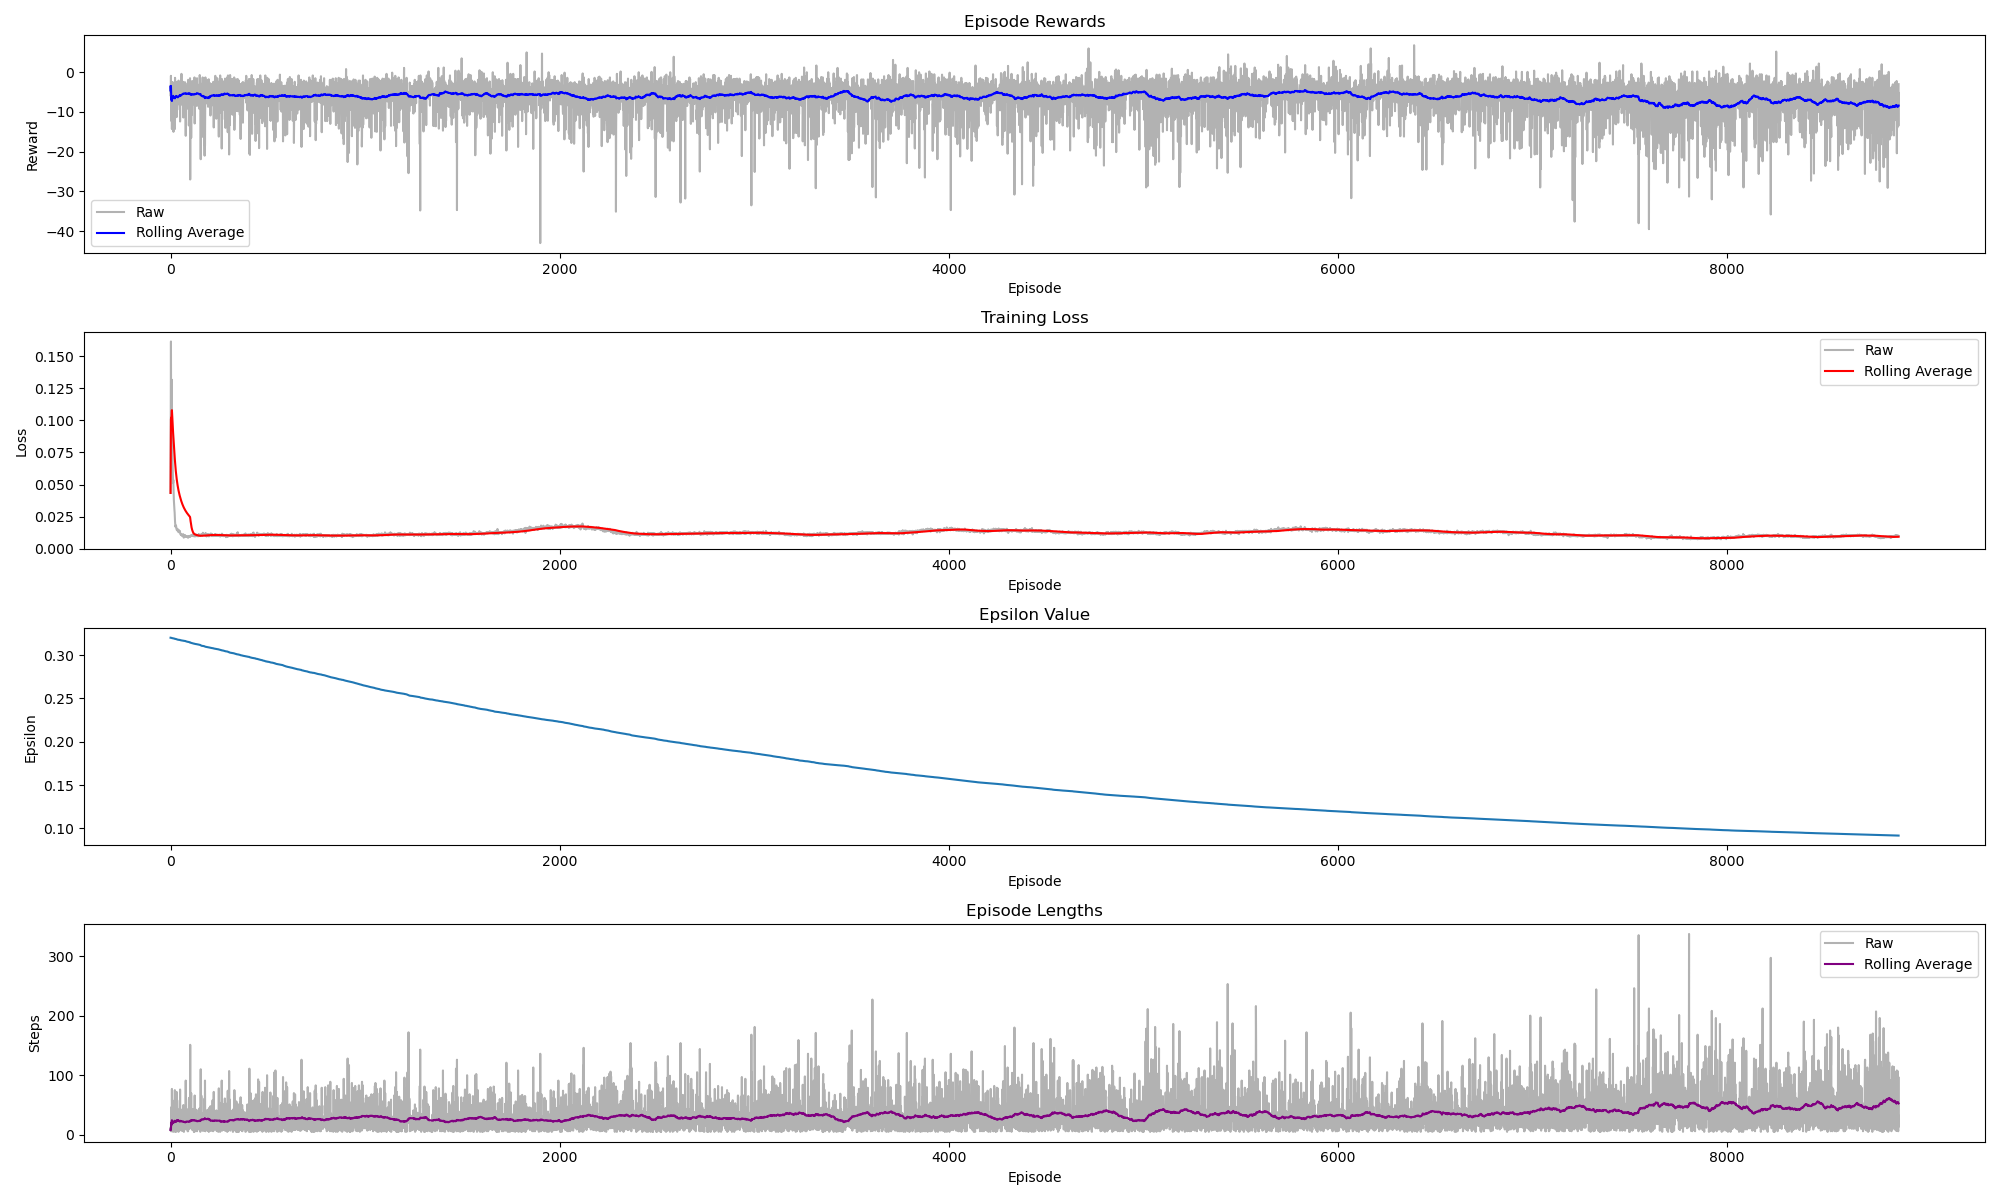 Episode Rewards
0
−10
−20
−30
−40
Reward
Raw
Rolling Average
0 2000 4000 6000 8000
Episode
Training Loss
0.150
0.125
0.100
0.075
0.050
0.025
0.000
Loss
Raw
Rolling Average
0 2000 4000 6000 8000
Episode
Epsilon Value
0.30
0.25
0.20
0.15
0.10
Epsilon
0 2000 4000 6000 8000
Episode
Episode Lengths
300
200
100
0
Steps
Raw
Rolling Average
0 2000 4000 6000 8000
Episode